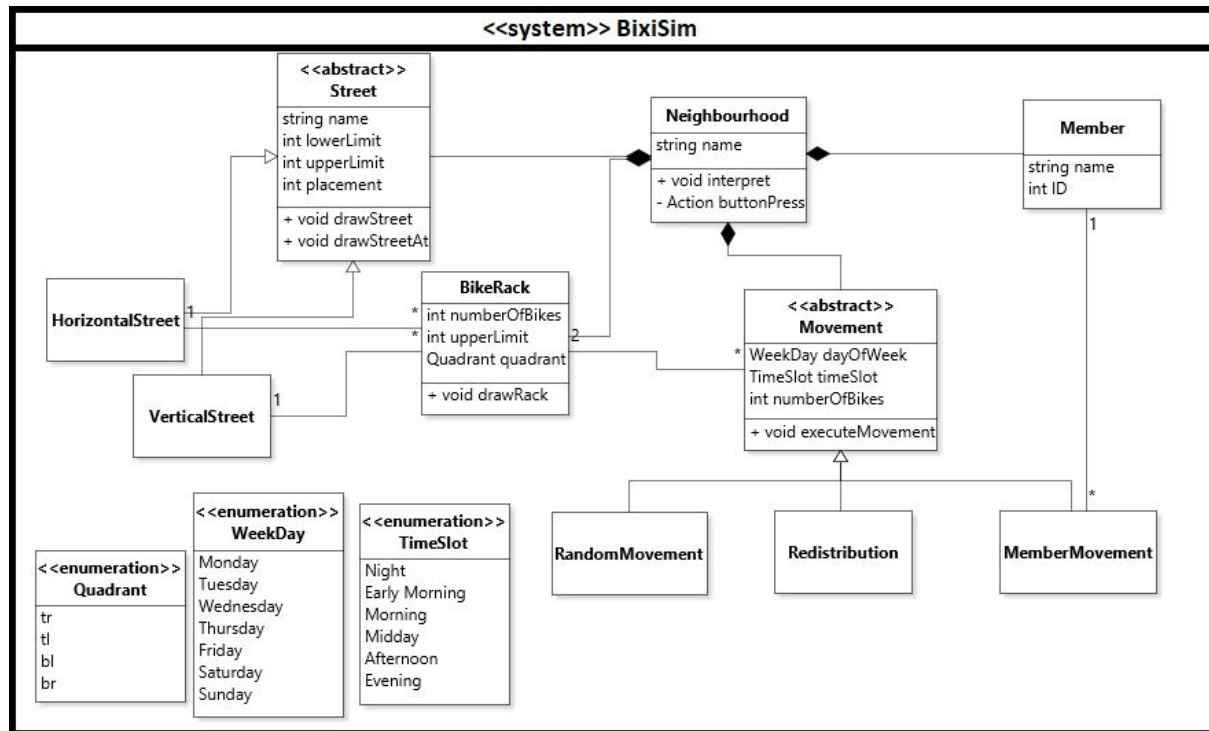 <<system>> BixiSim
<<abstract>>
Street
string name
int lowerLimit
int upperLimit
int placement
+ void drawStreet
+ void drawStreetAt
Neighbourhood
string name
+ void interpret
- Action buttonPress
Member
string name
int ID
1
HorizontalStreet
1
BikeRack
* int numberOfBikes
* int upperLimit
2
Quadrant quadrant
+ void drawRack
<<abstract>>
Movement
* WeekDay dayOfWeek
TimeSlot timeSlot
int numberOfBikes
+ void executeMovement
VerticalStreet
1
*
RandomMovement
Redistribution
MemberMovement
<<enumeration>>
Quadrant
tr
tl
bl
br
<<enumeration>>
WeekDay
Monday
Tuesday
Wednesday
Thursday
Friday
Saturday
Sunday
<<enumeration>>
TimeSlot
Night
Early Morning
Morning
Midday
Afternoon
Evening